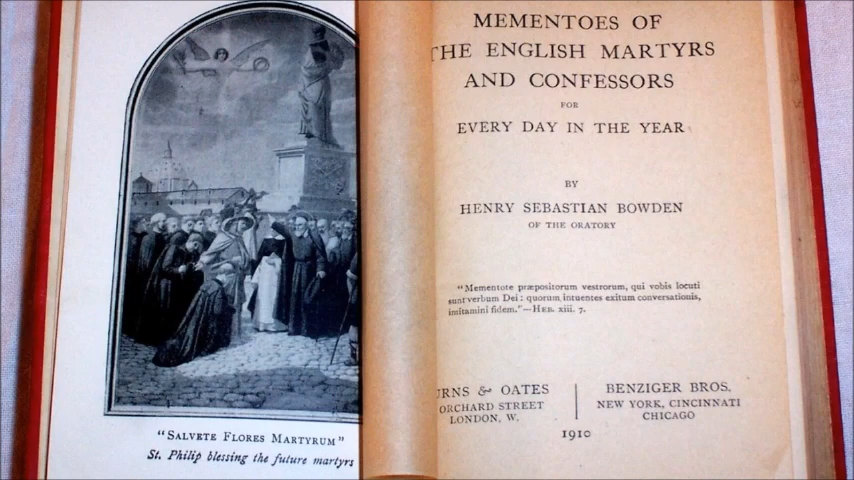 "SALVETE FLORES MARTYRUM"
St. Philip blessing the future martyrs
MEMENTOES OF
THE ENGLISH MARTYRS
AND CONFESSORS
FOR
EVERY DAY IN THE YEAR
BY
HENRY SEBASTIAN BOWDEN
OF THE ORATORY
"Mementote præpositorum vestrorum, qui vobis locuti
sunt verbum Dei : quorum intuentes exitum conversationis,
imitamini fidem."—HEB. xiii. 7.
RNS & OATES
ORCHARD STREET
LONDON, W.
BENZIGER BROS.
NEW YORK, CINCINNATI
CHICAGO
1910